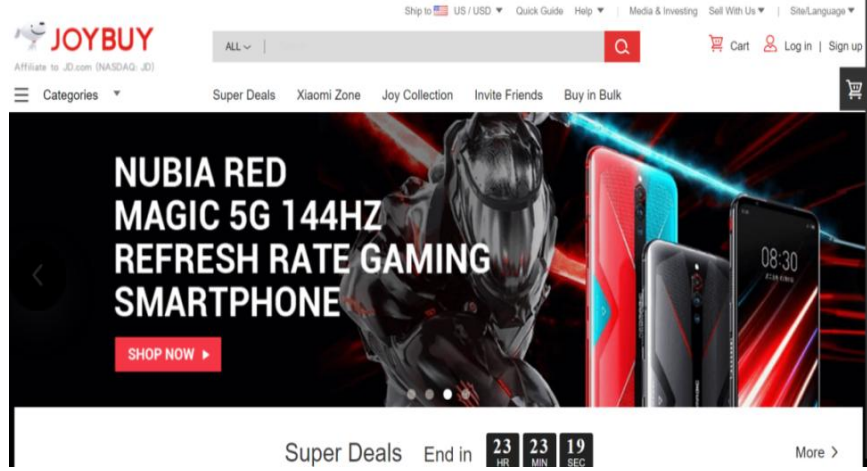 Ship to US / USD ▼ Quick Guide Help ▼ | Media & Investing Sell With Us ▼ | Site/Language ▼
JOYBUY
Affiliate to JD.com (NASDAQ: JD)
ALL
Cart Log in | Sign up
Categories ▼ Super Deals Xiaomi Zone Joy Collection Invite Friends Buy in Bulk
NUBIA RED
MAGIC 5G 144HZ
REFRESH RATE GAMING
SMARTPHONE
08:30
SHOP NOW ▶
Super Deals End in 23 HR 23 MIN 19 SEC More >